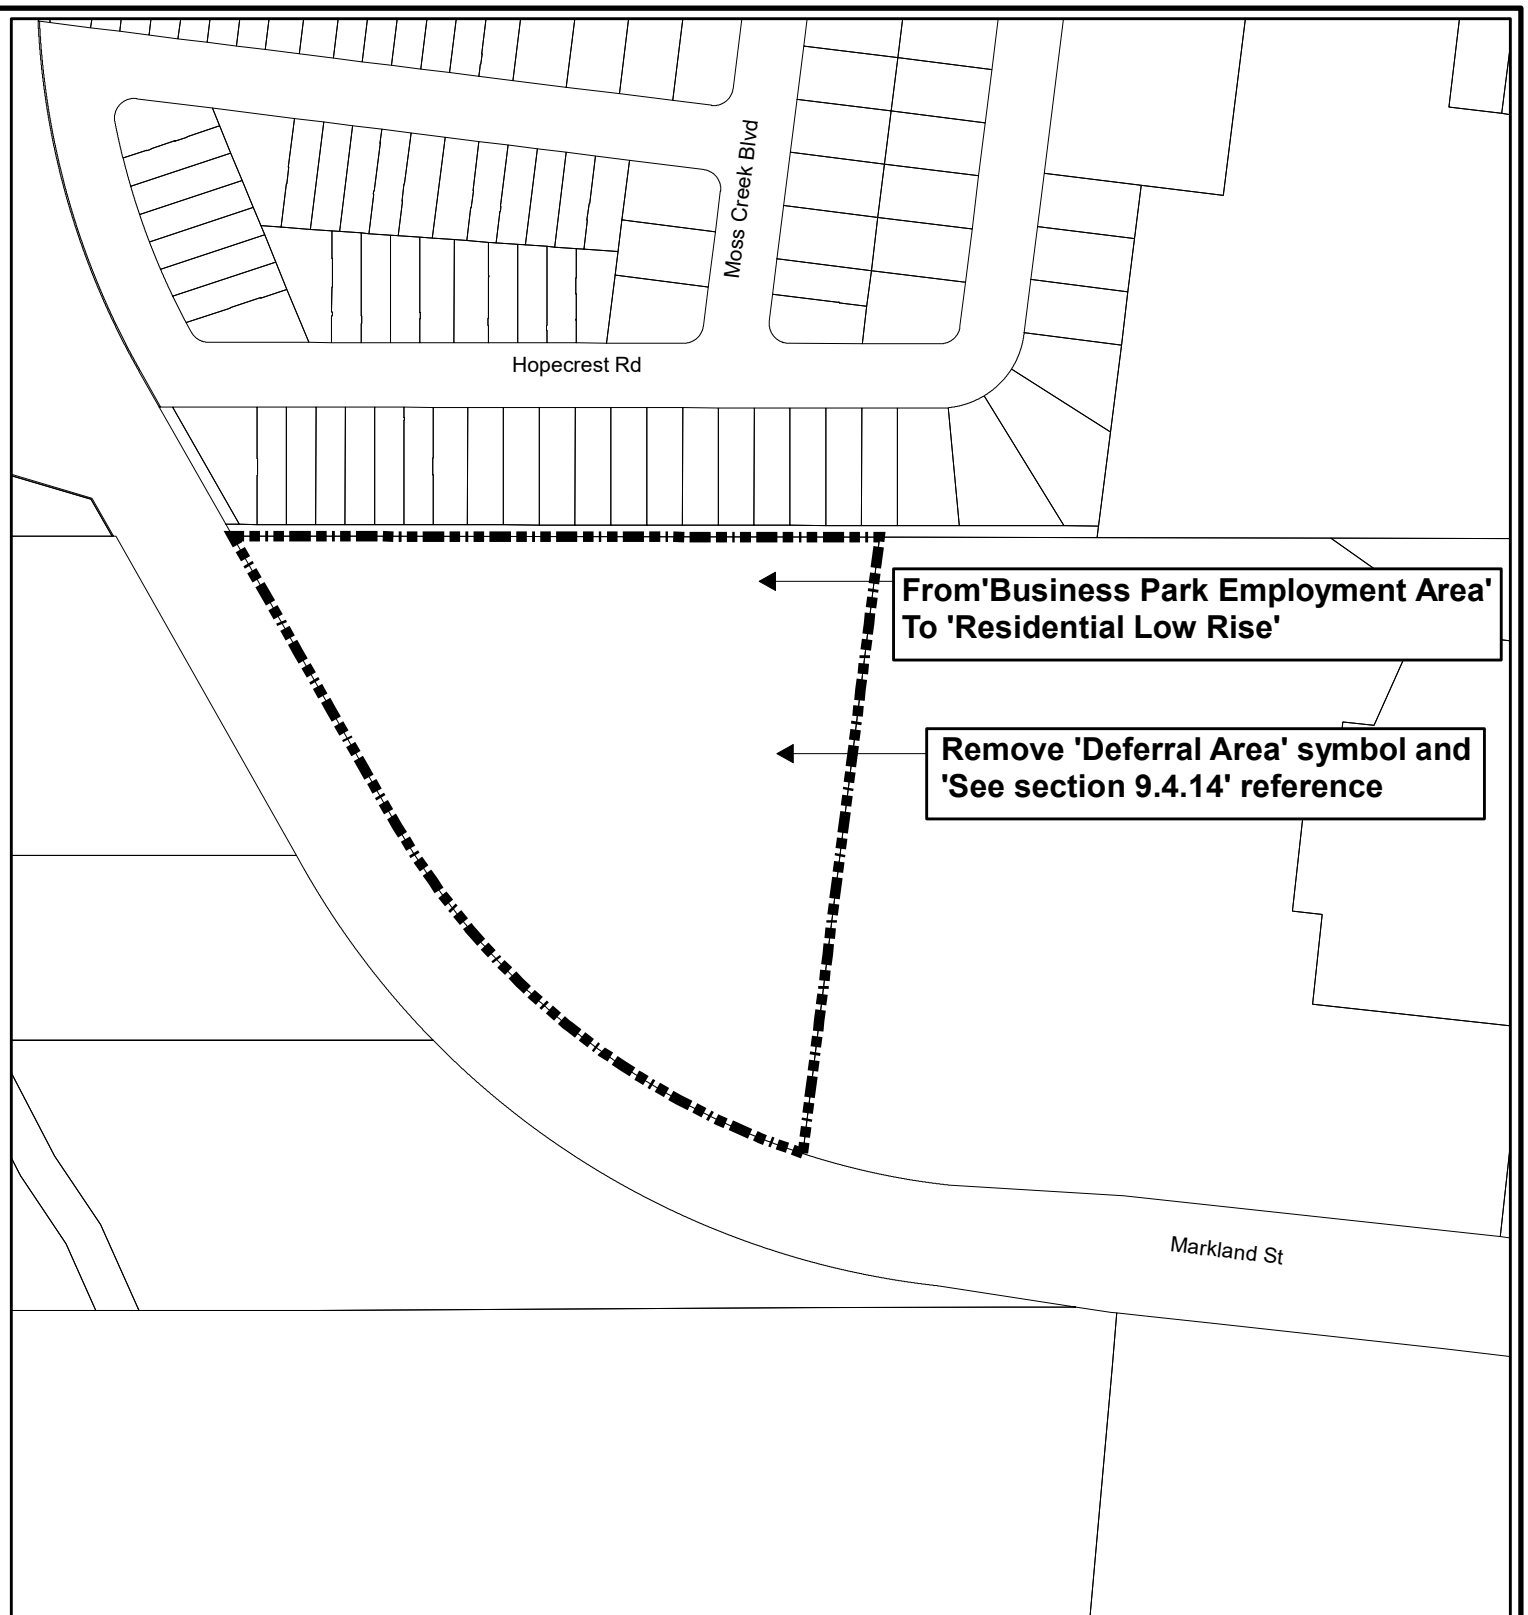 Moss Creek Blvd
Hopecrest Rd
From'Business Park Employment Area'
To 'Residential Low Rise'
Remove 'Deferral Area' symbol and
'See section 9.4.14' reference
Markland St